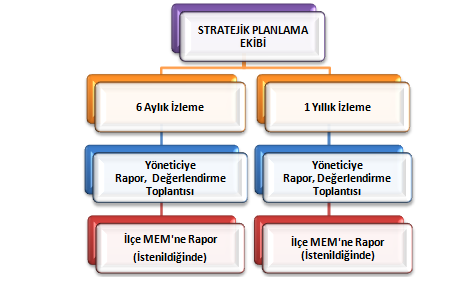 STRATEJİK PLANLAMA
EKİBİ
6 Aylık İzleme
1 Yıllık İzleme
Yöneticiye
Rapor, Değerlendirme
Toplantısı
Yöneticiye
Rapor, Değerlendirme
Toplantısı
İlçe MEM'ne Rapor
(İstenildiğinde)
İlçe MEM'ne Rapor
(İstenildiğinde)